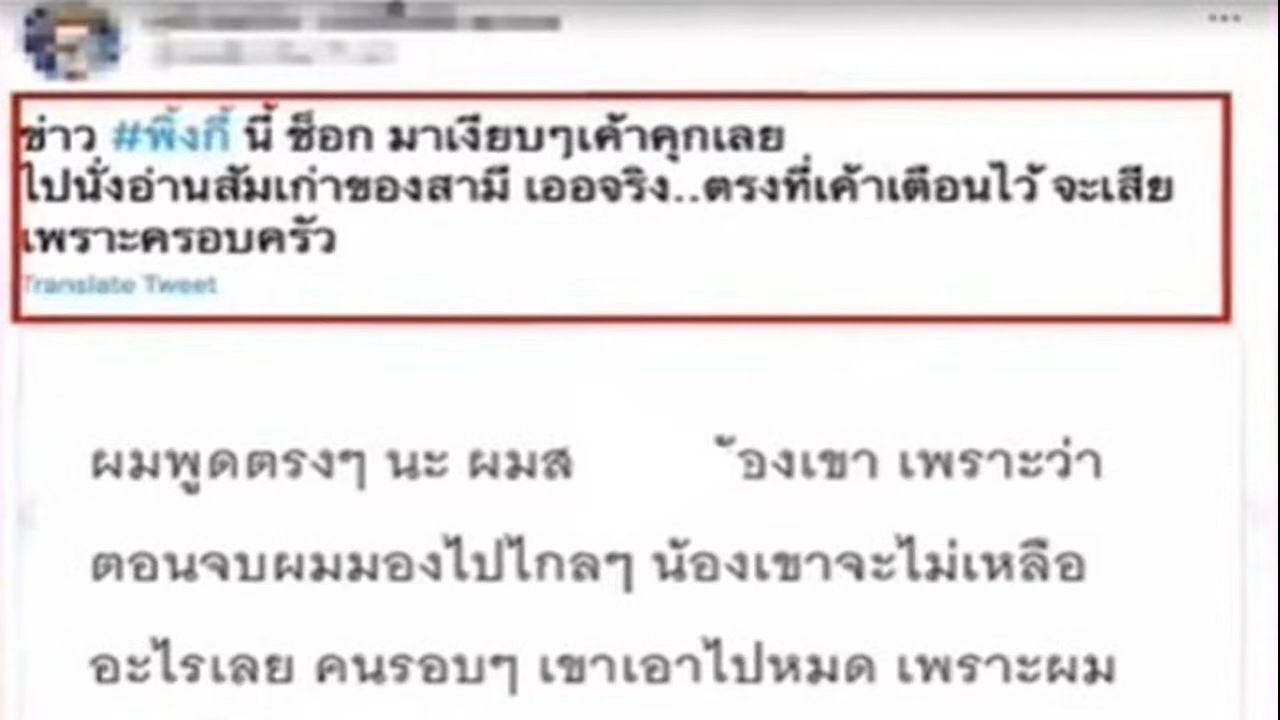 ข่าว #พิ้งกี้ นี้ ช็อก มาเงียบๆเค้าคุกเลย
ไปนั่งอ่านสัมเก่าของสามี เออจริง..ตรงที่เค้าเตือนไว้ จะเสีย
เพราะครอบครัว
Translate Tweet
ผมพูดตรงๆ นะ ผมส ้องเขา เพราะว่า
ตอนจบผมมองไปไกลๆ น้องเขาจะไม่เหลือ
อะไรเลย คนรอบๆ เขาเอาไปหมด เพราะผม